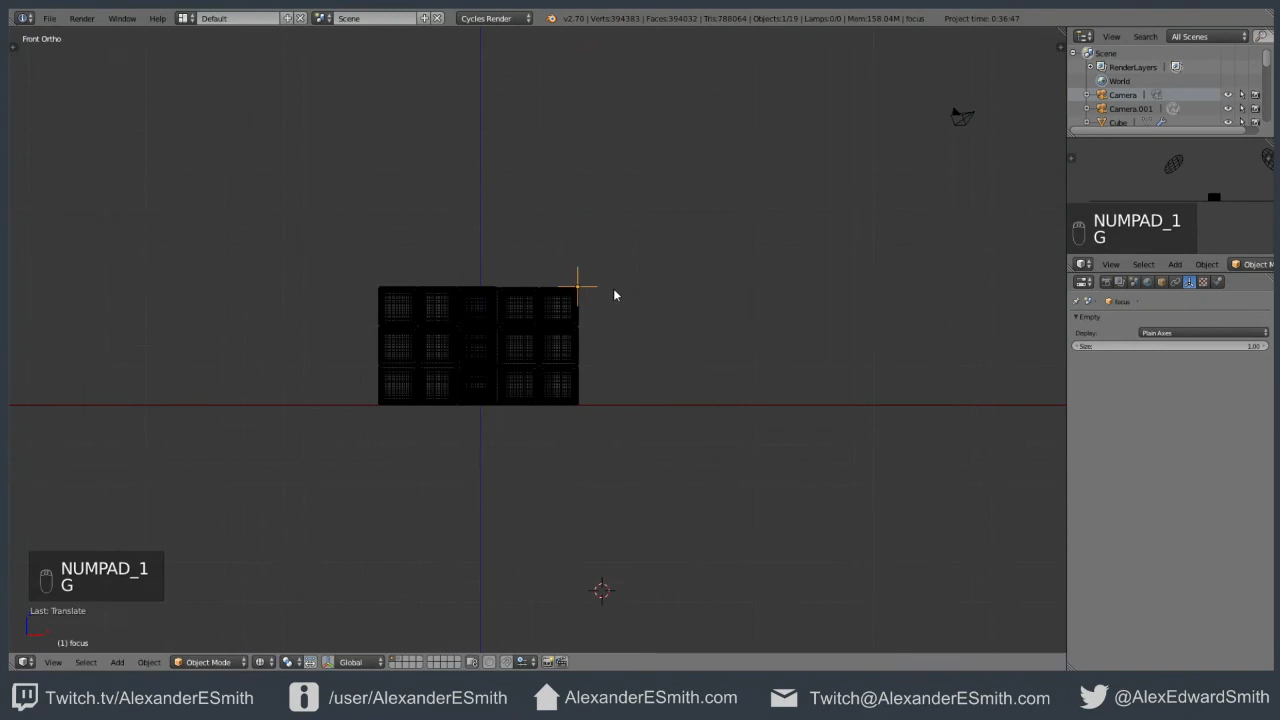 File Render Window Help Default Scene Cycles Render v2.70 | Verts:394383 | Faces:394032 | Tris:788064 | Objects:1/19 | Lamps:0/0 | Mem:158.04M | focus Project time: 0:36:47
Front Ortho
View Search All Scenes
Scene
RenderLayers
World
Camera
Camera.001
Cube
NUMPAD_1
G
View Select Add Object Object M
focus
Empty
Display: Plain Axes
Size: 1.00
NUMPAD_1
G
Last: Translate
(1) focus
View Select Add Object Object Mode Global
Twitch.tv/AlexanderESmith /user/AlexanderESmith AlexanderESmith.com Twitch@AlexanderESmith.com @AlexEdwardSmith